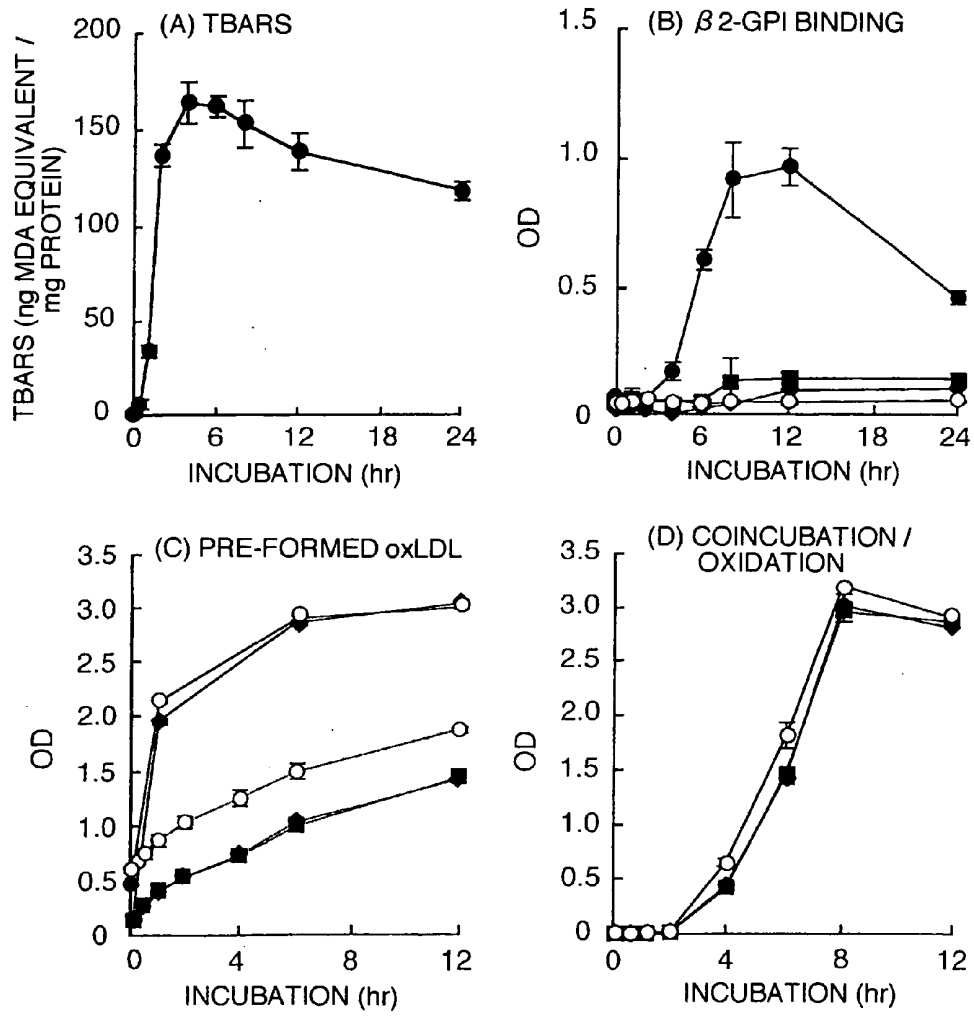 (A) TBARS
200
150
100
50
0
0 6 12 18 24
INCUBATION (hr)
TBARS (ng MDA EQUIVALENT /
mg PROTEIN)
(B) β2-GPI BINDING
1.5
1.0
0.5
0
0 6 12 18 24
INCUBATION (hr)
OD
(C) PRE-FORMED oxLDL
3.5
3.0
2.5
2.0
1.5
1.0
0.5
0
0 4 8 12
INCUBATION (hr)
OD
(D) COINCUBATION /
OXIDATION
3.5
3.0
2.5
2.0
1.5
1.0
0.5
0
0 4 8 12
INCUBATION (hr)
OD